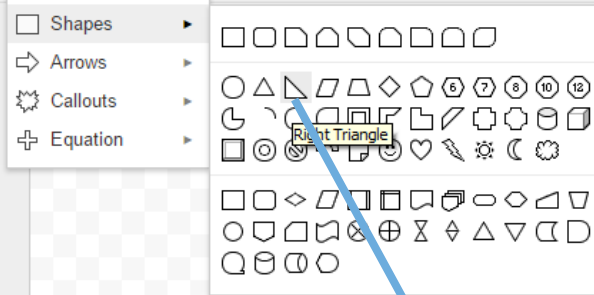 Shapes
Arrows
Callouts
Equation
6 7 8 10 12
Right Triangle